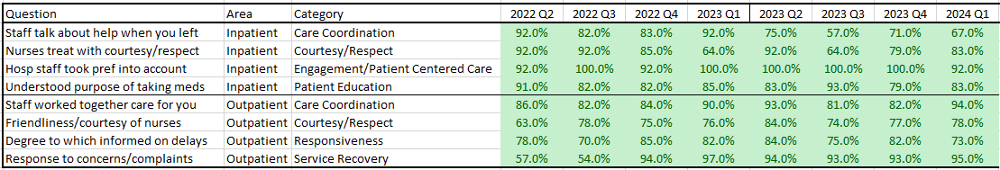 Question Area Category 2022 Q2 2022 Q3 2022 Q4 2023 Q1 2023 Q2 2023 Q3 2023 Q4 2024 Q1
Staff talk about help when you left Inpatient Care Coordination 92.0% 82.0% 83.0% 92.0% 75.0% 57.0% 71.0% 67.0%
Nurses treat with courtesy/respect Inpatient Courtesy/Respect 92.0% 92.0% 85.0% 64.0% 92.0% 64.0% 79.0% 83.0%
Hosp staff took pref into account Inpatient Engagement/Patient Centered Care 92.0% 100.0% 92.0% 100.0% 100.0% 100.0% 100.0% 92.0%
Understood purpose of taking meds Inpatient Patient Education 91.0% 82.0% 82.0% 85.0% 83.0% 93.0% 79.0% 83.0%
Staff worked together care for you Outpatient Care Coordination 86.0% 82.0% 84.0% 90.0% 93.0% 81.0% 82.0% 94.0%
Friendliness/courtesy of nurses Outpatient Courtesy/Respect 63.0% 78.0% 75.0% 76.0% 84.0% 74.0% 77.0% 78.0%
Degree to which informed on delays Outpatient Responsiveness 78.0% 70.0% 85.0% 82.0% 84.0% 75.0% 82.0% 73.0%
Response to concerns/complaints Outpatient Service Recovery 57.0% 54.0% 94.0% 97.0% 94.0% 93.0% 93.0% 95.0%